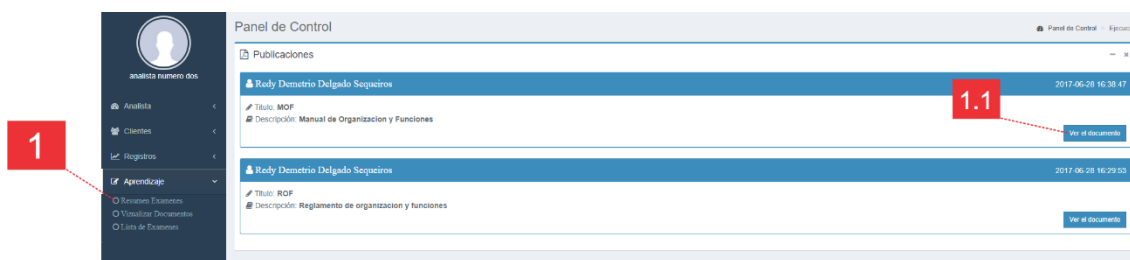 Panel de Control
Panel de Control
Publicaciones
analista numero dos
Redy Demetrio Delgado Sequeiros
2017-06-28 16:38:47
Analista
Titulo: MOF
1.1
Descripción: Manual de Organizacion y Funciones
Clientes
Ver el documento
1
Registros
Redy Demetrio Delgado Sequeiros
2017-06-28 16:29:53
Aprendizaje
Titulo: ROF
Resumen Examenes
Descripción: Reglamento de organizacion y funciones
Vizualizar Documentos
Ver el documento
Lista de Examenes